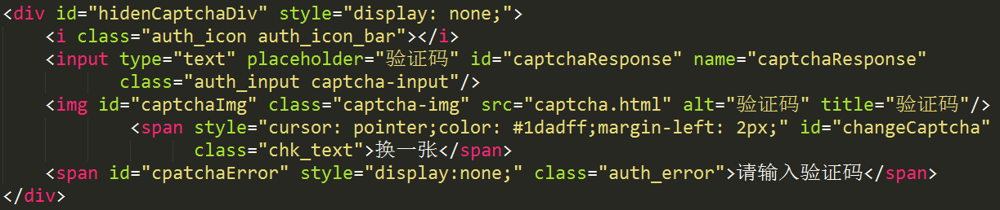 <div id="hidenCaptchaDiv" style="display: none;">
<i class="auth_icon auth_icon_bar"></i>
<input type="text" placeholder="验证码" id="captchaResponse" name="captchaResponse"
class="auth_input captcha-input"/>
<img id="captchaImg" class="captcha-img" src="captcha.html" alt="验证码" title="验证码"/>
<span style="cursor: pointer;color: #1dadff;margin-left: 2px;" id="changeCaptcha"
class="chk_text">换一张</span>
<span id="cpatchaError" style="display:none;" class="auth_error">请输入验证码</span>
</div>